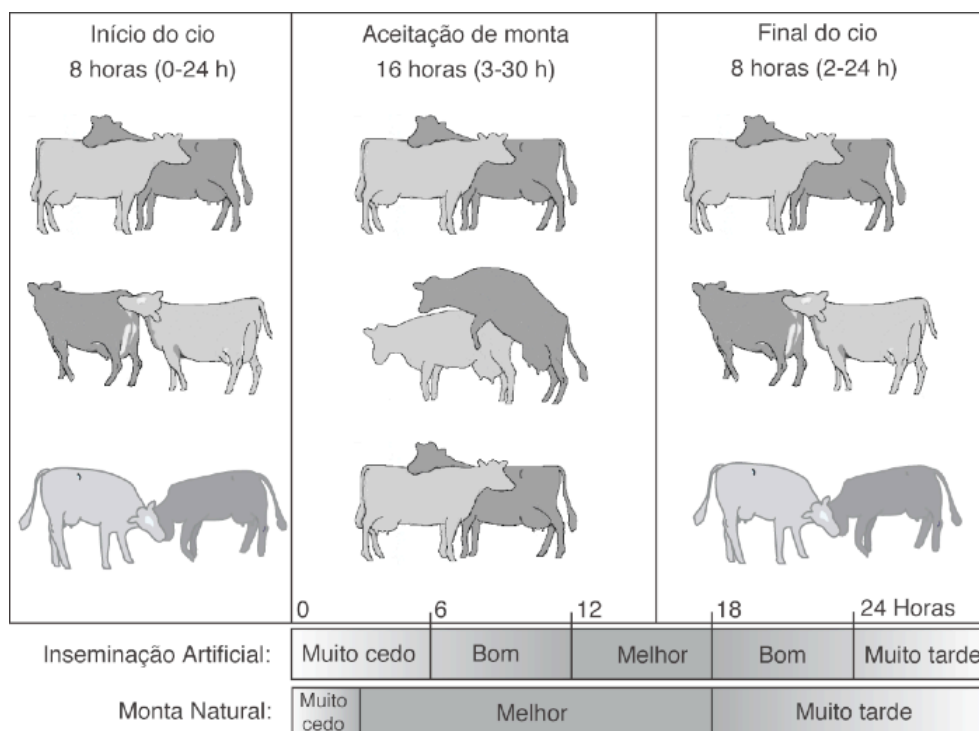 Início do cio
8 horas (0-24 h)
Aceitação de monta
16 horas (3-30 h)
Final do cio
8 horas (2-24 h)
0 6 12 18 24 Horas
Inseminação Artificial: Muito cedo Bom Melhor Bom Muito tarde
Monta Natural: Muito cedo Melhor Muito tarde